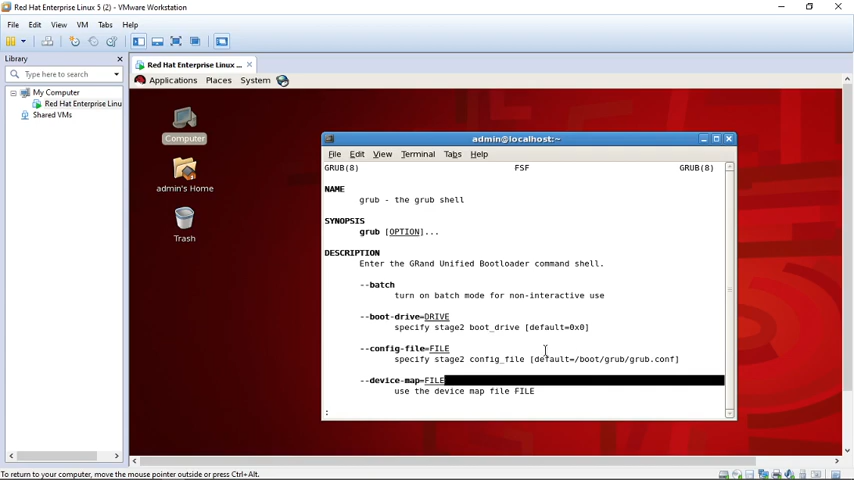 Red Hat Enterprise Linux 5 (2) - VMware Workstation
File Edit View VM Tabs Help
Library
Type here to search
My Computer
Red Hat Enterprise Linu
Shared VMs
Red Hat Enterprise Linux ...
Applications Places System
Computer
admin's Home
Trash
admin@localhost:~
File Edit View Terminal Tabs Help
GRUB(8) FSF GRUB(8)
NAME
grub - the grub shell
SYNOPSIS
grub [OPTION]...
DESCRIPTION
Enter the GRand Unified Bootloader command shell.
--batch
turn on batch mode for non-interactive use
--boot-drive=DRIVE
specify stage2 boot_drive [default=0x0]
--config-file=FILE
specify stage2 config_file [default=/boot/grub/grub.conf]
--device-map=FILE
use the device map file FILE
:
To return to your computer, move the mouse pointer outside or press Ctrl+Alt.